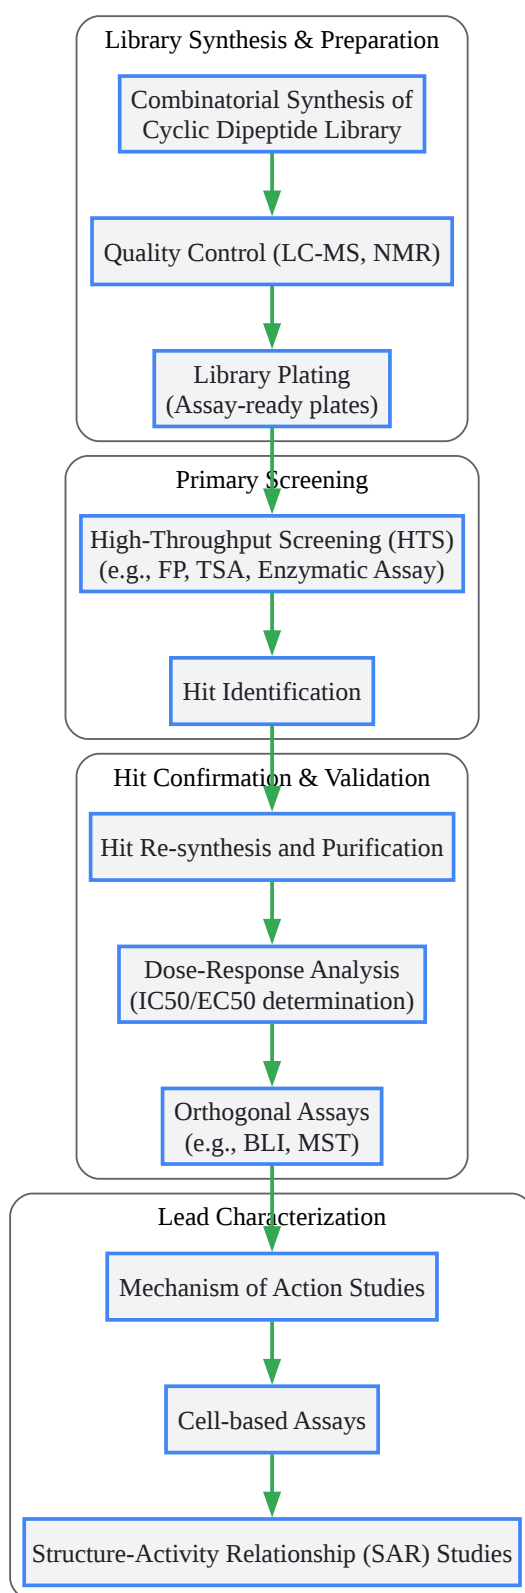 Library Synthesis & Preparation
Combinatorial Synthesis of
Cyclic Dipeptide Library
Quality Control (LC-MS, NMR)
Library Plating
(Assay-ready plates)
Primary Screening
High-Throughput Screening (HTS)
(e.g., FP, TSA, Enzymatic Assay)
Hit Identification
Hit Confirmation & Validation
Hit Re-synthesis and Purification
Dose-Response Analysis
(IC50/EC50 determination)
Orthogonal Assays
(e.g., BLI, MST)
Lead Characterization
Mechanism of Action Studies
Cell-based Assays
Structure-Activity Relationship (SAR) Studies